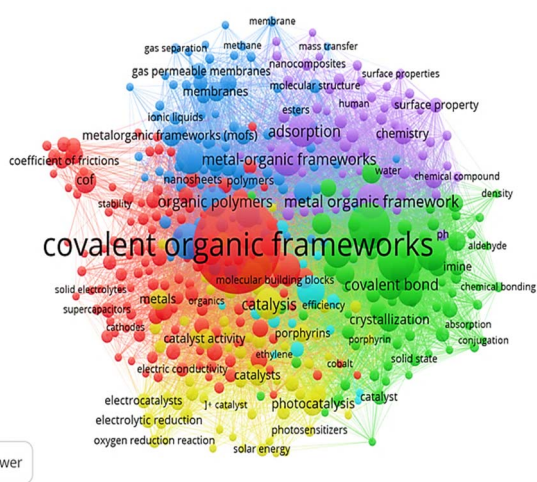 membrane
gas separation methane mass transfer
nanocomposites
gas permeable membranes surface properties
molecular structure
membranes
esters human surface property
ionic liquids
adsorption chemistry
metalorganic frameworks (mofs)
coefficient of frictions metal-organic frameworks
water
cof nanosheets polymers chemical compound
stability organic polymers metal organic framework density
ph
covalent organic frameworks aldehyde
imine
molecular building blocks
solid electrolytes covalent bond chemical bonding
metals organics catalysis efficiency
supercapacitors
crystallization
cathodes absorption
catalyst activity porphyrins porphyrin conjugation
ethylene solid state
electric conductivity cobalt
catalysts
electrocatalysts ]+ catalyst photocatalysis catalyst
electrolytic reduction
photosensitizers
oxygen reduction reaction
solar energy
wer